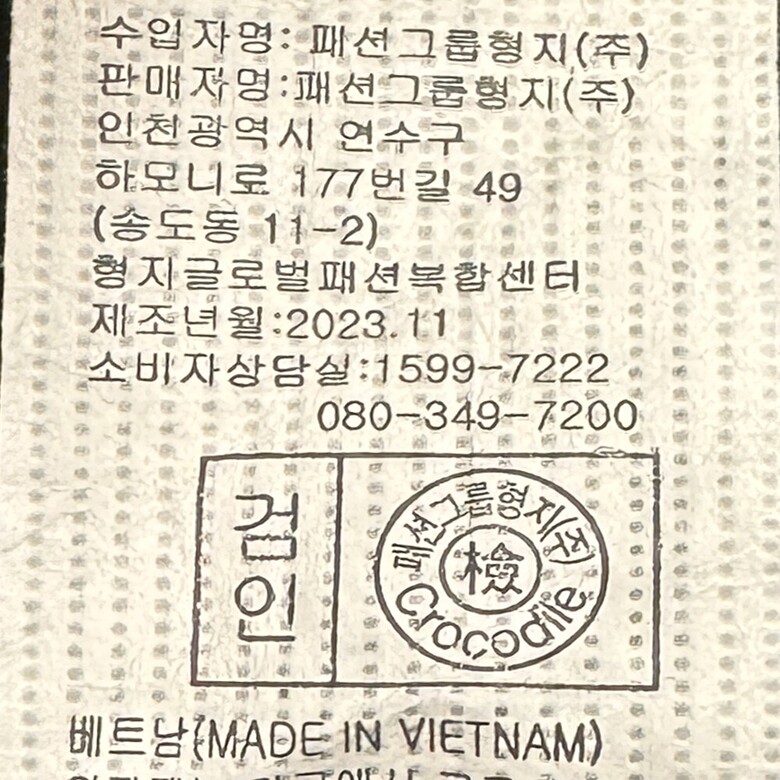 수입자명: 패션그룹형지(주)
판매자명:패션그룹형지(주)
인천광역시 연수구
하모니로 177번길 49
(송도동 11-2)
형지글로벌패션복합센터
제조년월:2023.11
소비자상담실:1599-7222
080-349-7200
검
인
패션그룹형지(주)
檢
Crocodile
베트남(MADE IN VIETNAM)